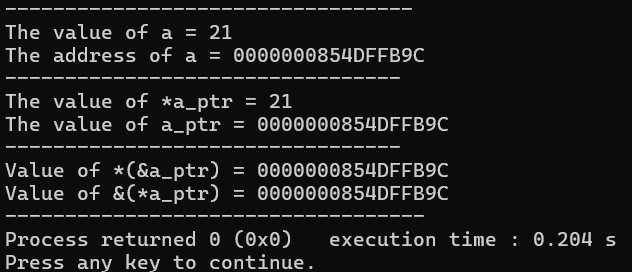 ----------------------------------
The value of a = 21
The address of a = 0000000854DFFB9C
---------------------------------
The value of *a_ptr = 21
The value of a_ptr = 0000000854DFFB9C
---------------------------------
Value of *(&a_ptr) = 0000000854DFFB9C
Value of &(*a_ptr) = 0000000854DFFB9C
-----------------------------------
Process returned 0 (0x0)   execution time : 0.204 s
Press any key to continue.